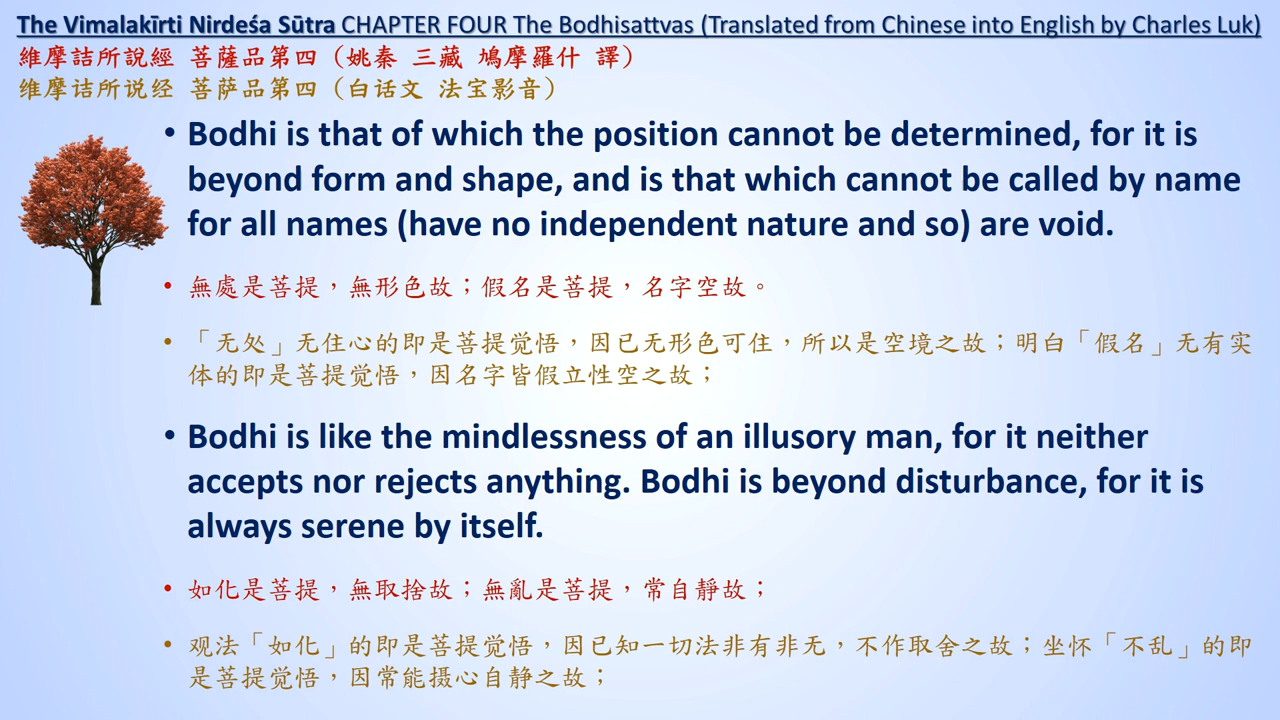 The Vimalakīrti Nirdeśa Sūtra CHAPTER FOUR The Bodhisattvas (Translated from Chinese into English by Charles Luk)
維摩詰所說經 菩薩品第四（姚秦 三藏 鳩摩羅什 譯）
维摩诘所说经 菩萨品第四（白话文 法宝影音）
• Bodhi is that of which the position cannot be determined, for it is
beyond form and shape, and is that which cannot be called by name
for all names (have no independent nature and so) are void.
• 無處是菩提，無形色故；假名是菩提，名字空故。
• 「无处」无住心的即是菩提觉悟，因已无形色可住，所以是空境之故；明白「假名」无有实
体的即是菩提觉悟，因名字皆假立性空之故；
• Bodhi is like the mindlessness of an illusory man, for it neither
accepts nor rejects anything. Bodhi is beyond disturbance, for it is
always serene by itself.
• 如化是菩提，無取捨故；無亂是菩提，常自靜故；
• 观法「如化」的即是菩提觉悟，因已知一切法非有非无，不作取舍之故；坐怀「不乱」的即
是菩提觉悟，因常能摄心自静之故；